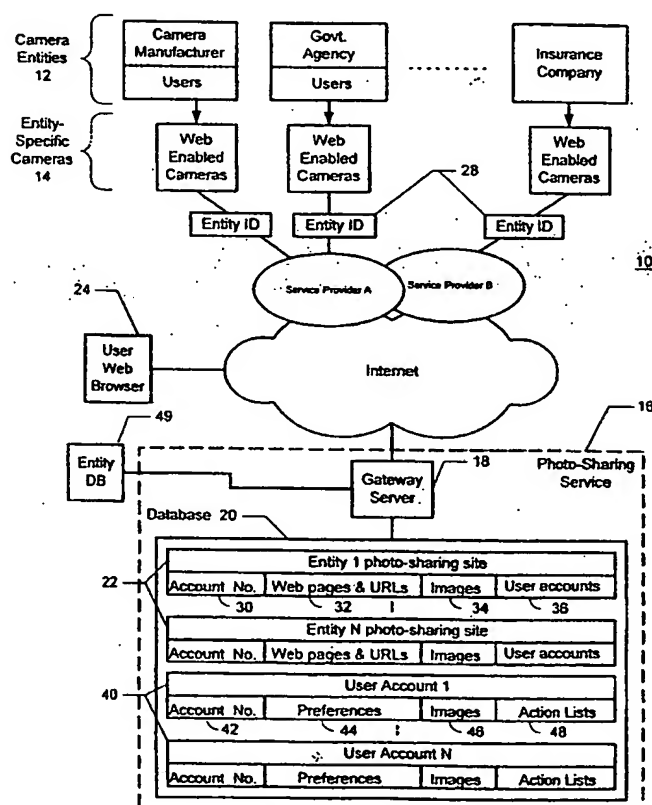 Camera Entities 12
Camera Manufacturer
Users
Govt. Agency
Users
Insurance Company
Entity-Specific Cameras 14
Web Enabled Cameras
Web Enabled Cameras
Web Enabled Cameras
28
Entity ID
Entity ID
Entity ID
10
Service Provider A
Service Provider B
24
User Web Browser
Internet
49
16
Entity DB
Gateway Server
18
Photo-Sharing Service
Database 20
22
Entity 1 photo-sharing site
Account No.
Web pages & URLs
Images
User accounts
30
32
34
36
Entity N photo-sharing site
Account No.
Web pages & URLs
Images
User accounts
40
User Account 1
Account No.
Preferences
Images
Action Lists
42
44
46
48
User Account N
Account No.
Preferences
Images
Action Lists